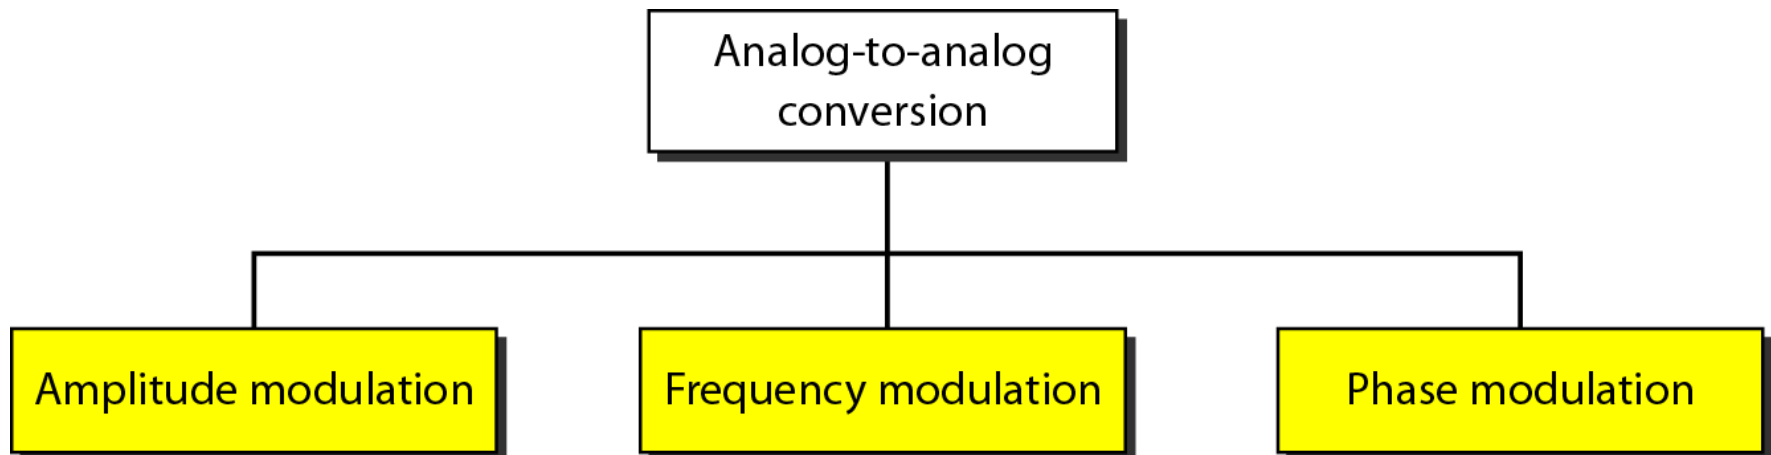 Analog-to-analog
conversion
Amplitude modulation
Frequency modulation
Phase modulation